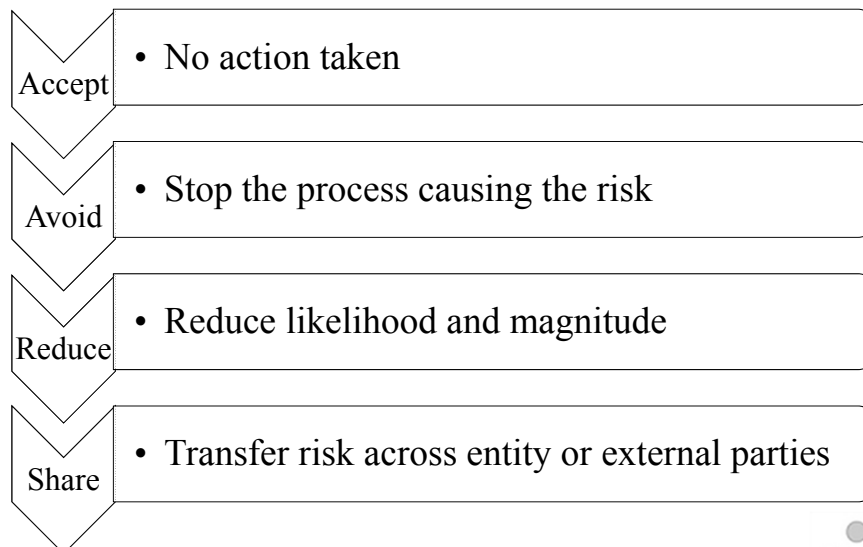 Accept
• No action taken
Avoid
• Stop the process causing the risk
Reduce
• Reduce likelihood and magnitude
Share
• Transfer risk across entity or external parties